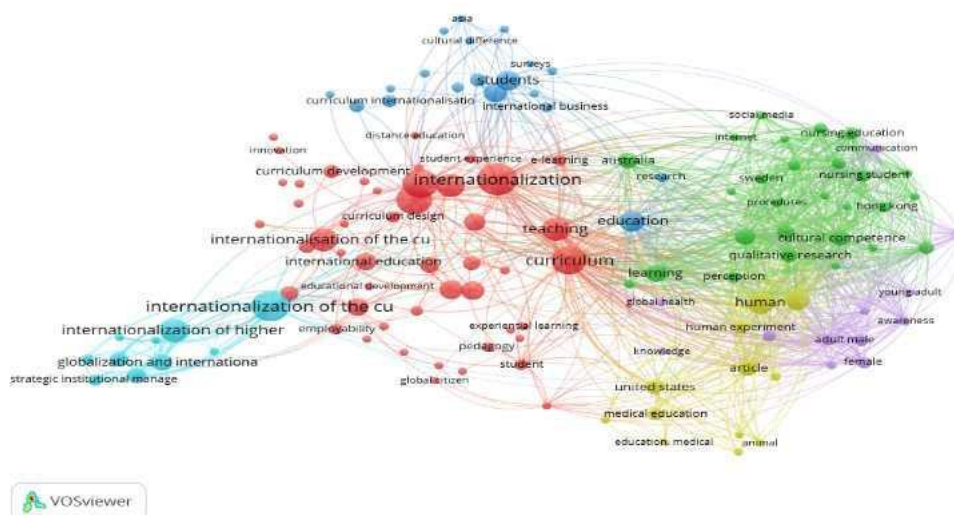 asia
cultural difference
surveys
students
curriculum internationalisatio
international business
social media
distance education
internet
nursing education
communication
innovation
student experience
e-learning
australia
curriculum development
internationalization
research
sweden
nursing student
procedures
hong kong
curriculum design
education
teaching
internationalisation of the cu
cultural competence
international education
curriculum
qualitative research
learning
perception
educational development
global health
human
young adult
internationalization of the cu
internationalization of higher
employability
experiential learning
human experiment
awareness
adult male
pedagogy
knowledge
globalization and internationa
student
article
female
strategic institutional manage
global citizen
united states
medical education
education. medical
animal
VOSviewer